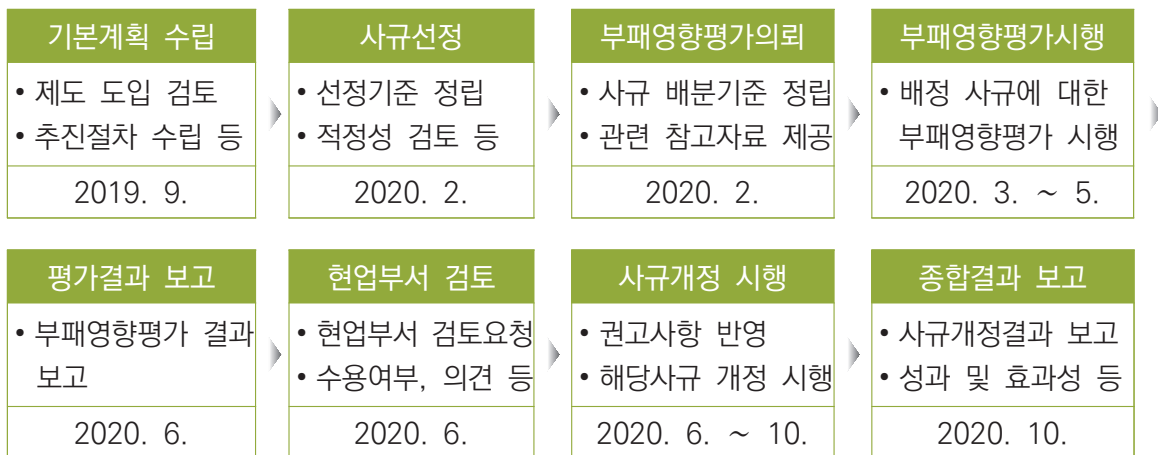 기본계획 수립
• 제도 도입 검토
• 추진절차 수립 등
2019. 9.
사규선정
• 선정기준 정립
• 적정성 검토 등
2020. 2.
부패영향평가의뢰
• 사규 배분기준 정립
• 관련 참고자료 제공
2020. 2.
부패영향평가시행
• 배정 사규에 대한
부패영향평가 시행
2020. 3. ~ 5.
평가결과 보고
• 부패영향평가 결과
보고
2020. 6.
현업부서 검토
• 현업부서 검토요청
• 수용여부, 의견 등
2020. 6.
사규개정 시행
• 권고사항 반영
• 해당사규 개정 시행
2020. 6. ~ 10.
종합결과 보고
• 사규개정결과 보고
• 성과 및 효과성 등
2020. 10.